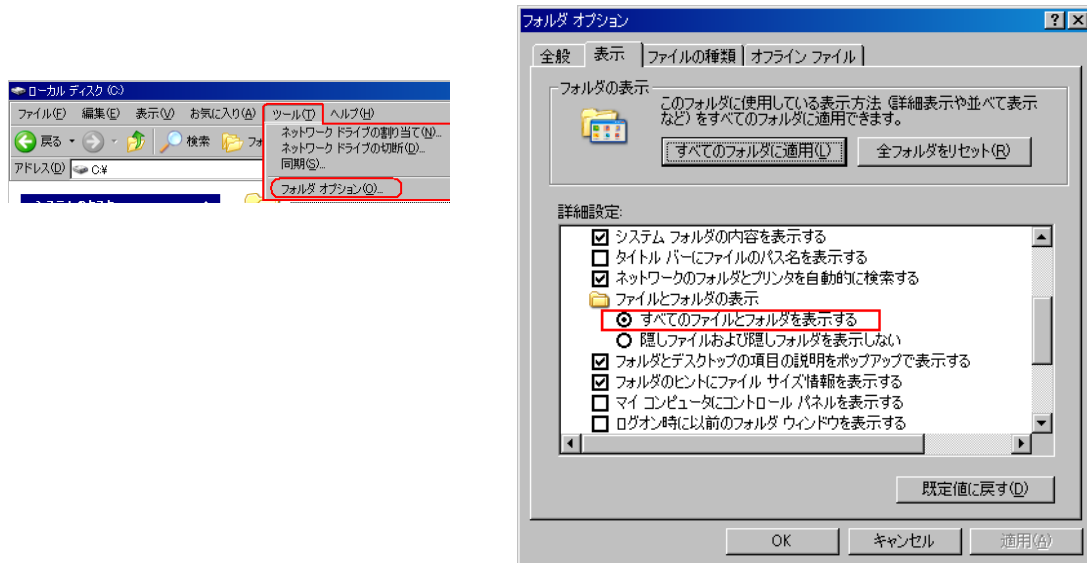 ローカル ディスク (C:)
ファイル(F) 編集(E) 表示(V) お気に入り(A) ツール(T) ヘルプ(H)
戻る 検索 フォ
ネットワーク ドライブの割り当て(N)...
ネットワーク ドライブの切断(D)...
同期(S)...
フォルダ オプション(O)...
アドレス(D) C:¥
フォルダ オプション
全般 表示 ファイルの種類 オフライン ファイル
フォルダの表示
このフォルダに使用している表示方法 (詳細表示や並べて表示
など) をすべてのフォルダに適用できます。
すべてのフォルダに適用(L) 全フォルダをリセット(R)
詳細設定:
システム フォルダの内容を表示する
タイトル バーにファイルのパス名を表示する
ネットワークのフォルダとプリンタを自動的に検索する
ファイルとフォルダの表示
すべてのファイルとフォルダを表示する
隠しファイルおよび隠しフォルダを表示しない
フォルダとデスクトップの項目の説明をポップアップで表示する
フォルダのヒントにファイル サイズ情報を表示する
マイ コンピュータにコントロール パネルを表示する
ログオン時に以前のフォルダ ウィンドウを表示する
既定値に戻す(D)
OK キャンセル 適用(A)